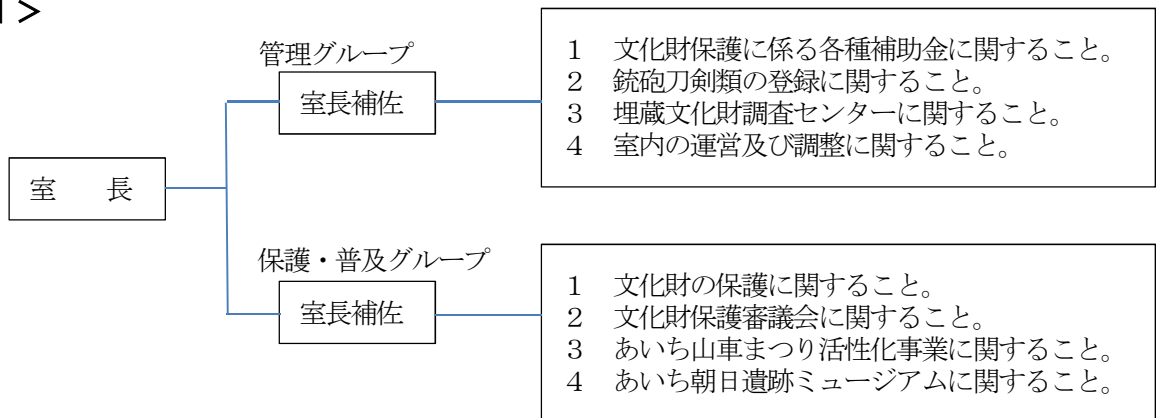 室　　長
管理グループ
室長補佐
１　文化財保護に係る各種補助金に関すること。
２　銃砲刀剣類の登録に関すること。
３　埋蔵文化財調査センターに関すること。
４　室内の運営及び調整に関すること。
保護・普及グループ
室長補佐
１　文化財の保護に関すること。
２　文化財保護審議会に関すること。
３　あいち山車まつり活性化事業に関すること。
４　あいち朝日遺跡ミュージアムに関すること。